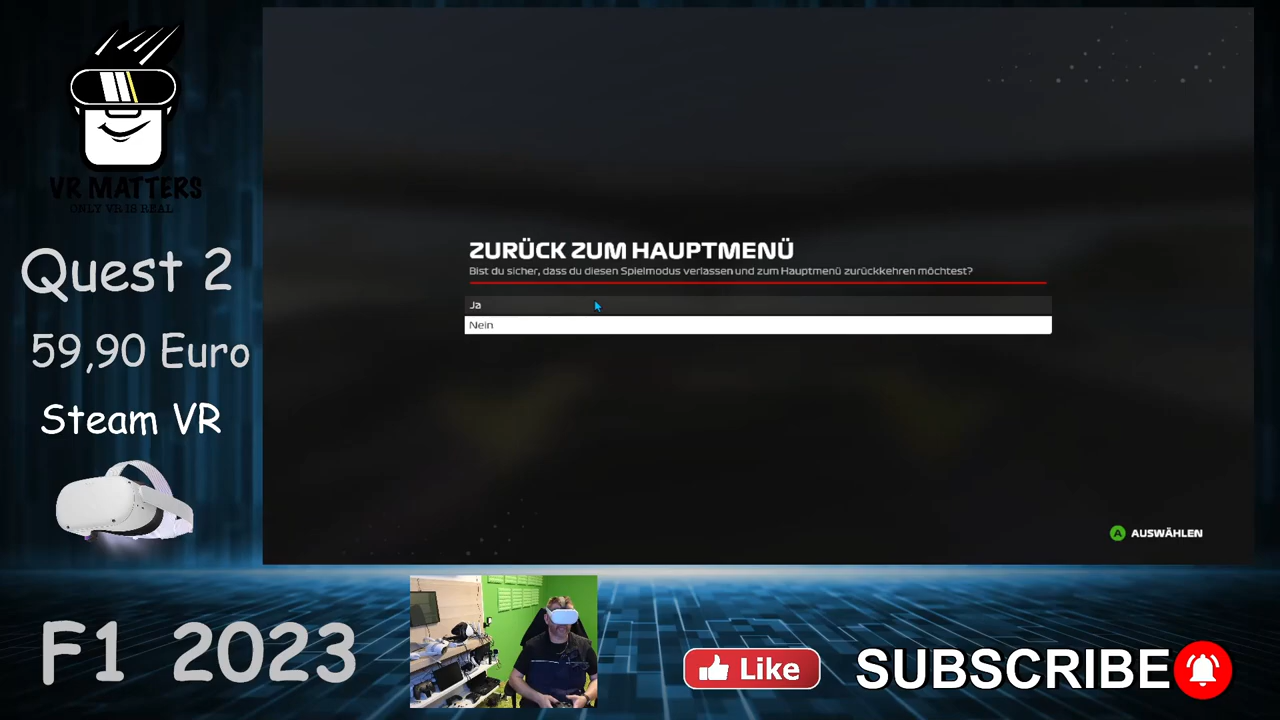 VR MATTERS
ONLY VR IS REAL
Quest 2
59,90 Euro
Steam VR
F1 2023
ZURÜCK ZUM HAUPTMENÜ
Bist du sicher, dass du diesen Spielmodus verlassen und zum Hauptmenü zurückkehren möchtest?
Ja
Nein
A AUSWÄHLEN
Like
SUBSCRIBE